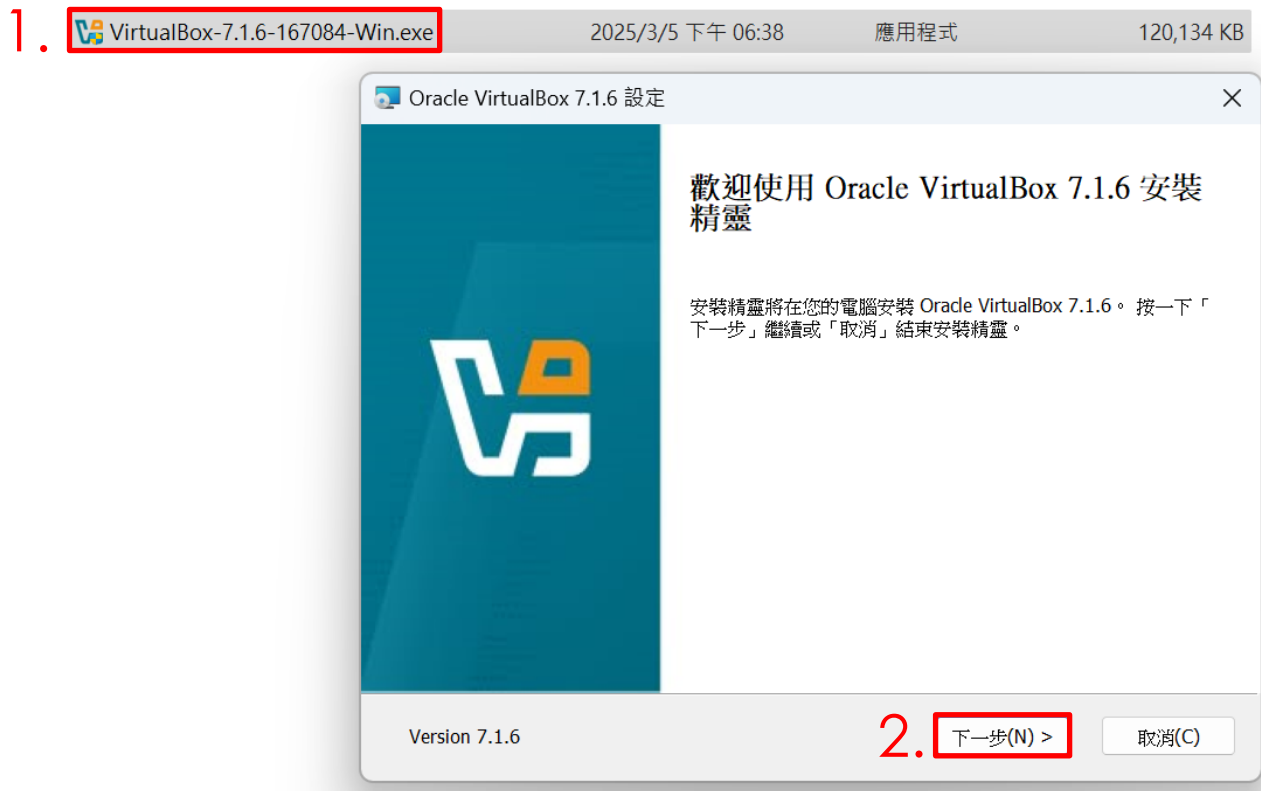 1. VirtualBox-7.1.6-167084-Win.exe 2025/3/5 下午 06:38 應用程式 120,134 KB
Oracle VirtualBox 7.1.6 設定
歡迎使用 Oracle VirtualBox 7.1.6 安裝
精靈
安裝精靈將在您的電腦安裝 Oracle VirtualBox 7.1.6。 按一下「
下一步」繼續或「取消」結束安裝精靈。
Version 7.1.6 2. 下一步(N) > 取消(C)